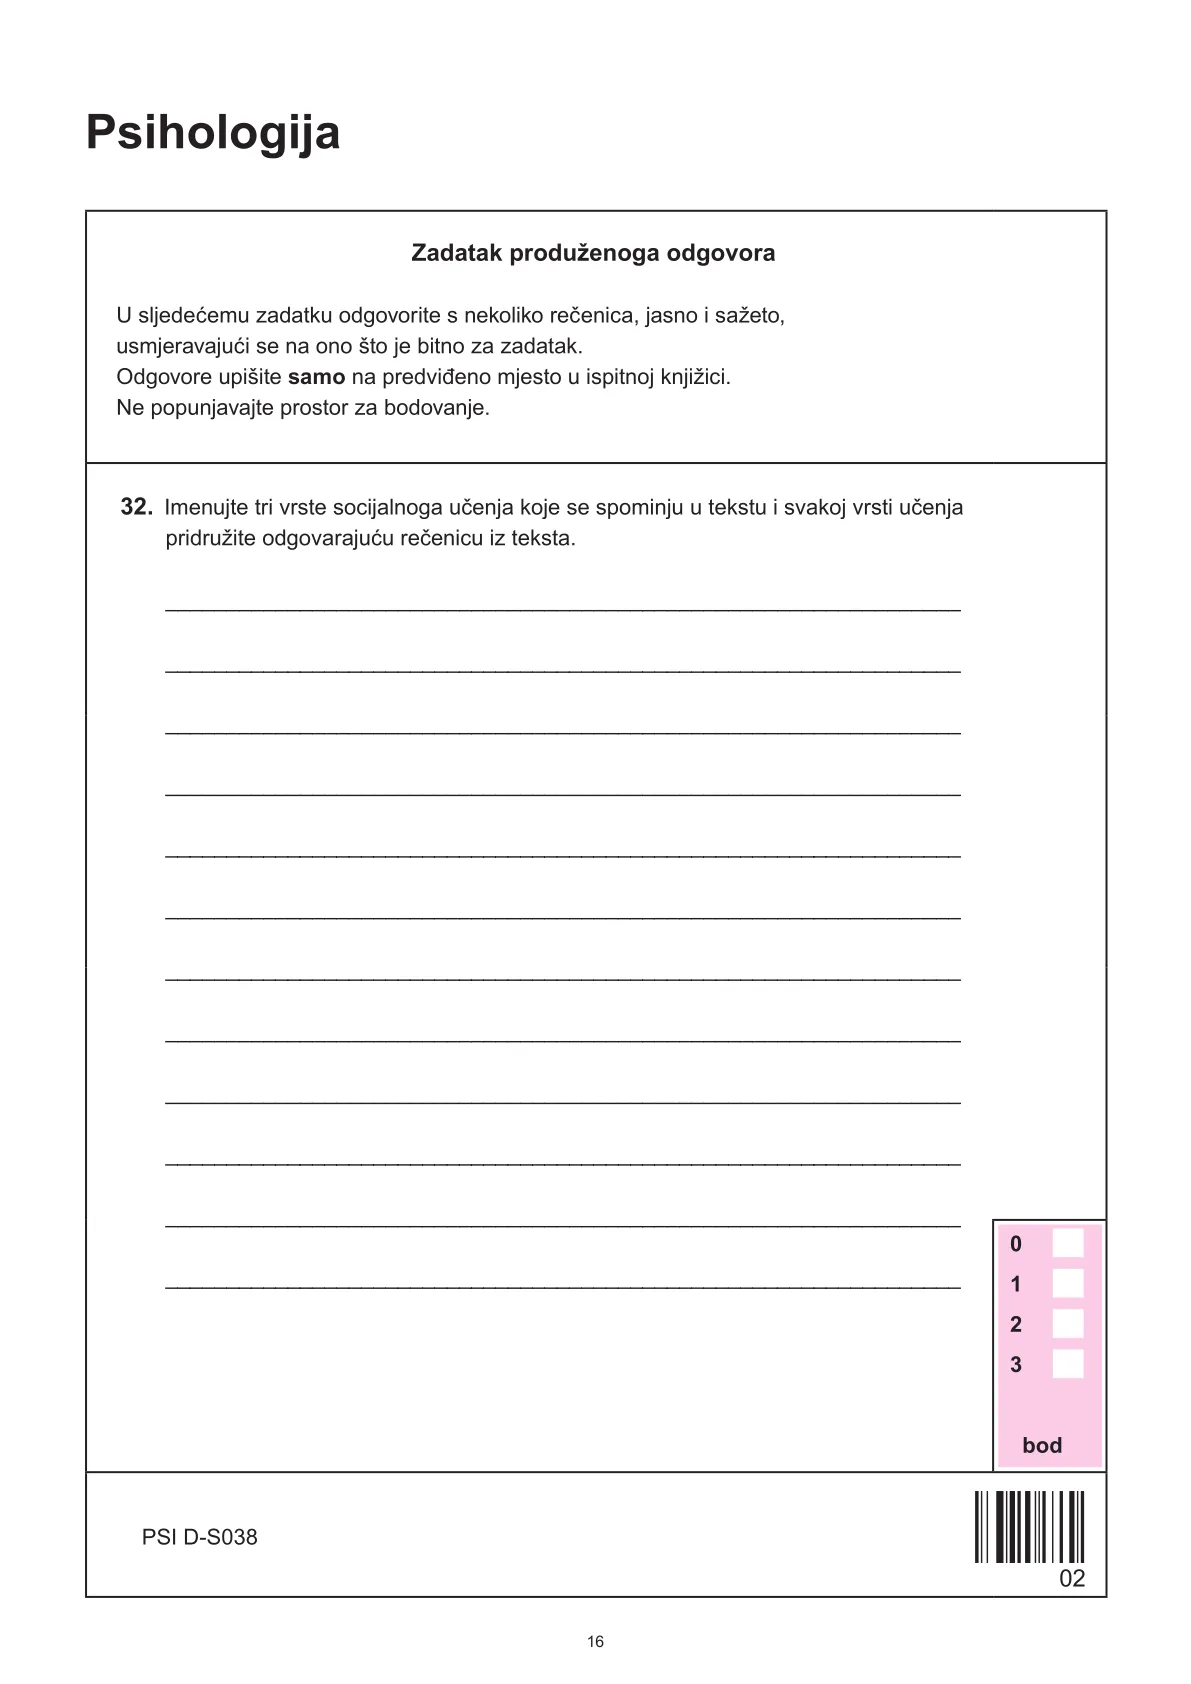 Psihologija
Zadatak produženoga odgovora
U sljedećemu zadatku odgovorite s nekoliko rečenica, jasno i sažeto,
usmjeravajući se na ono što je bitno za zadatak.
Odgovore upišite samo na predviđeno mjesto u ispitnoj knjižici.
Ne popunjavajte prostor za bodovanje.
32. Imenujte tri vrste socijalnoga učenja koje se spominju u tekstu i svakoj vrsti učenja
pridružite odgovarajuću rečenicu iz teksta.
0
1
2
3
bod
PSI D-S038
02
16